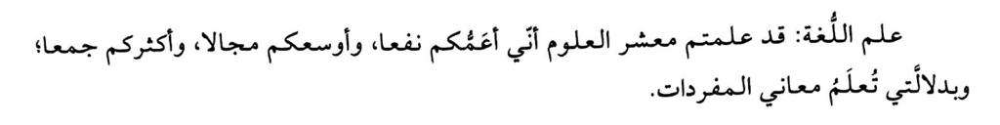 علم اللُّغة: قد علمتم معشر العلوم أنّي أعَمُّكم نفعا، وأوسعكم مجالا، وأكثركم جمعا؛
وبدلالَّتي تُعلَمُ معاني المفردات.